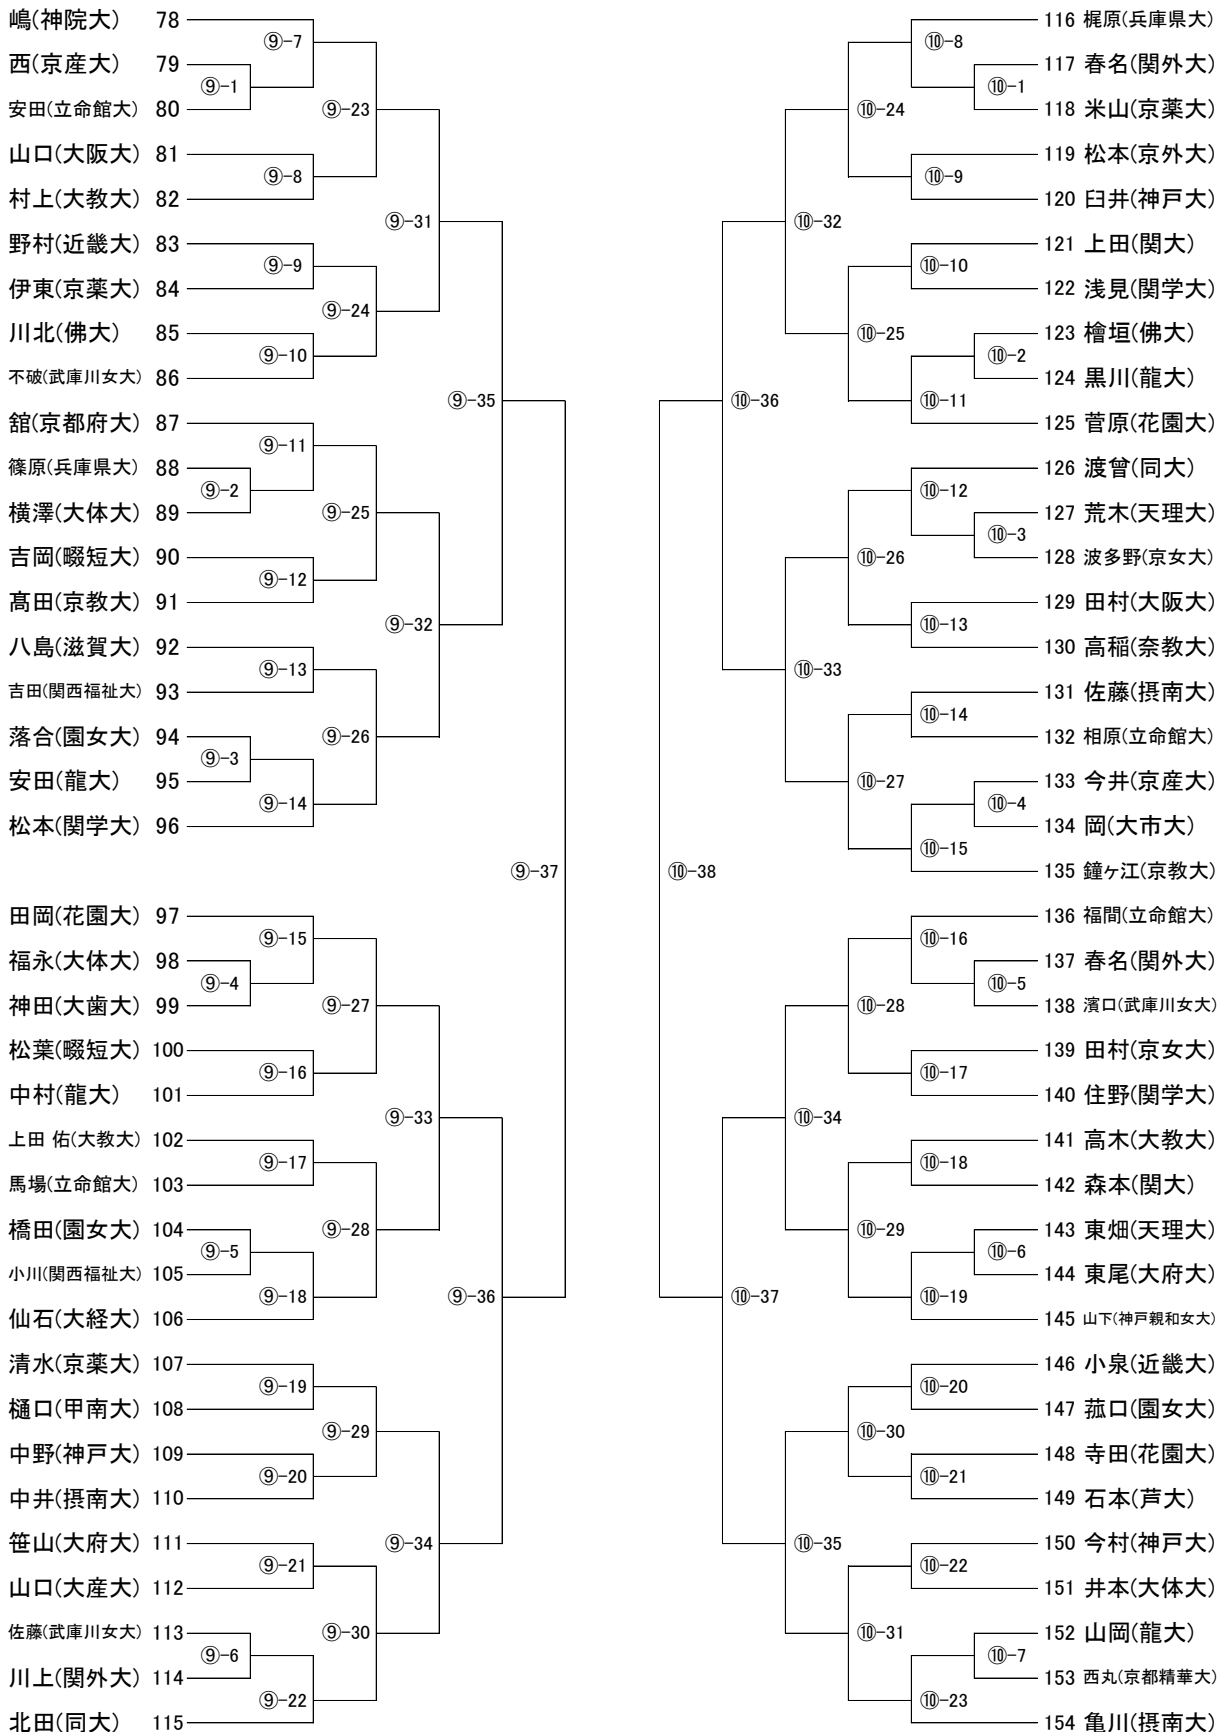 嶋(神院大) 78
西(京産大) 79
安田(立命館大) 80
山口(大阪大) 81
村上(大教大) 82
野村(近畿大) 83
伊東(京薬大) 84
川北(佛大) 85
不破(武庫川女大) 86
舘(京都府大) 87
篠原(兵庫県大) 88
横澤(大体大) 89
吉岡(畷短大) 90
髙田(京教大) 91
八島(滋賀大) 92
吉田(関西福祉大) 93
落合(園女大) 94
安田(龍大) 95
松本(関学大) 96
田岡(花園大) 97
福永(大体大) 98
神田(大歯大) 99
松葉(畷短大) 100
中村(龍大) 101
上田 佑(大教大) 102
馬場(立命館大) 103
橋田(園女大) 104
小川(関西福祉大) 105
仙石(大経大) 106
清水(京薬大) 107
樋口(甲南大) 108
中野(神戸大) 109
中井(摂南大) 110
笹山(大府大) 111
山口(大産大) 112
佐藤(武庫川女大) 113
川上(関外大) 114
北田(同大) 115
⑨-1
⑨-2
⑨-3
⑨-4
⑨-5
⑨-6
⑨-7
⑨-8
⑨-9
⑨-10
⑨-11
⑨-12
⑨-13
⑨-14
⑨-15
⑨-16
⑨-17
⑨-18
⑨-19
⑨-20
⑨-21
⑨-22
⑨-23
⑨-24
⑨-25
⑨-26
⑨-27
⑨-28
⑨-29
⑨-30
⑨-31
⑨-32
⑨-33
⑨-34
⑨-35
⑨-36
⑨-37
⑩-38
⑩-36
⑩-37
⑩-32
⑩-33
⑩-34
⑩-35
⑩-24
⑩-25
⑩-26
⑩-27
⑩-28
⑩-29
⑩-30
⑩-31
⑩-8
⑩-9
⑩-10
⑩-11
⑩-12
⑩-13
⑩-14
⑩-15
⑩-16
⑩-17
⑩-18
⑩-19
⑩-20
⑩-21
⑩-22
⑩-23
⑩-1
⑩-2
⑩-3
⑩-4
⑩-5
⑩-6
⑩-7
116 梶原(兵庫県大)
117 春名(関外大)
118 米山(京薬大)
119 松本(京外大)
120 臼井(神戸大)
121 上田(関大)
122 浅見(関学大)
123 檜垣(佛大)
124 黒川(龍大)
125 菅原(花園大)
126 渡曾(同大)
127 荒木(天理大)
128 波多野(京女大)
129 田村(大阪大)
130 高稲(奈教大)
131 佐藤(摂南大)
132 相原(立命館大)
133 今井(京産大)
134 岡(大市大)
135 鐘ヶ江(京教大)
136 福間(立命館大)
137 春名(関外大)
138 濱口(武庫川女大)
139 田村(京女大)
140 住野(関学大)
141 高木(大教大)
142 森本(関大)
143 東畑(天理大)
144 東尾(大府大)
145 山下(神戸親和女大)
146 小泉(近畿大)
147 菰口(園女大)
148 寺田(花園大)
149 石本(芦大)
150 今村(神戸大)
151 井本(大体大)
152 山岡(龍大)
153 西丸(京都精華大)
154 亀川(摂南大)